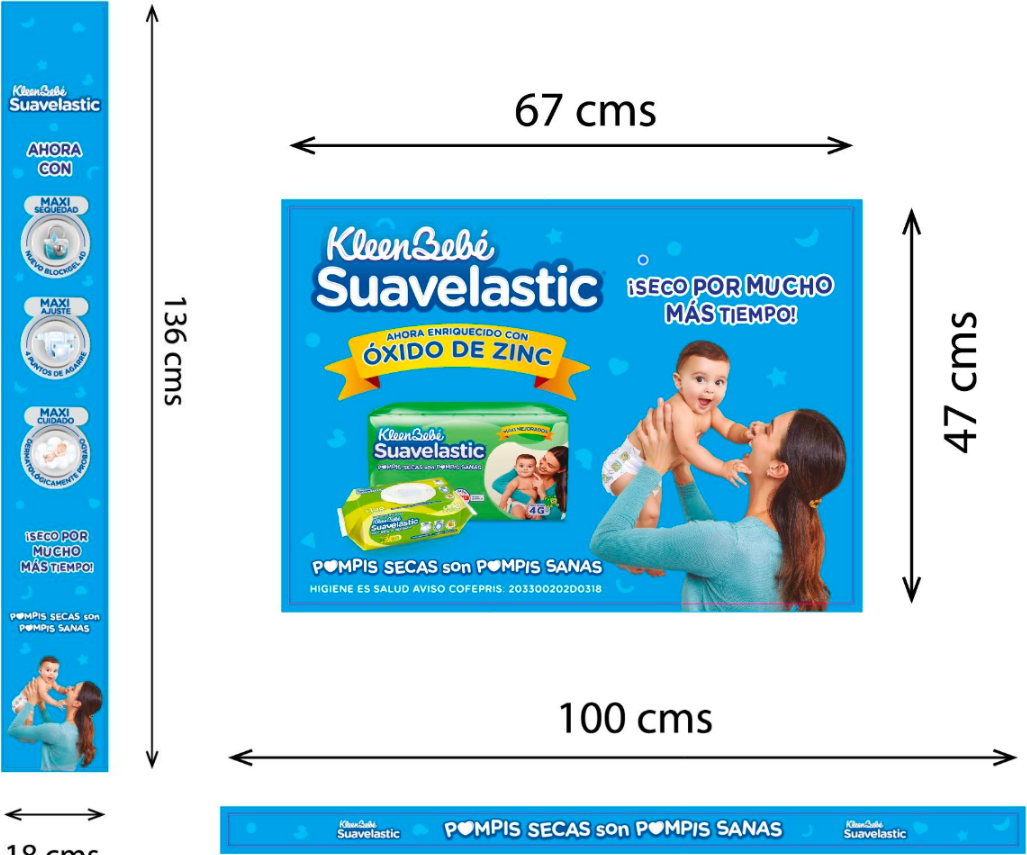 KleenBebé
Suavelastic
AHORA
CON
MAXI
SEQUEDAD
NUEVO BLOCKGEL 4D
MAXI
AJUSTE
4 PUNTOS DE AGARRE
MAXI
CUIDADO
DERMATOLÓGICAMENTE PROBADO
¡SECO POR
MUCHO
MÁS TIEMPO!
POMPIS SECAS son
POMPIS SANAS
18 cms
136 cms
67 cms
KleenBebé
Suavelastic
¡SECO POR MUCHO
MÁS TIEMPO!
AHORA ENRIQUECIDO CON
ÓXIDO DE ZINC
KleenBebé
Suavelastic
POMPIS SECAS son POMPIS SANAS
4G
KleenBebé
Suavelastic
POMPIS SECAS son POMPIS SANAS
HIGIENE ES SALUD AVISO COFEPRIS: 203300202D0318
47 cms
100 cms
KleenBebé
Suavelastic
POMPIS SECAS son POMPIS SANAS
KleenBebé
Suavelastic